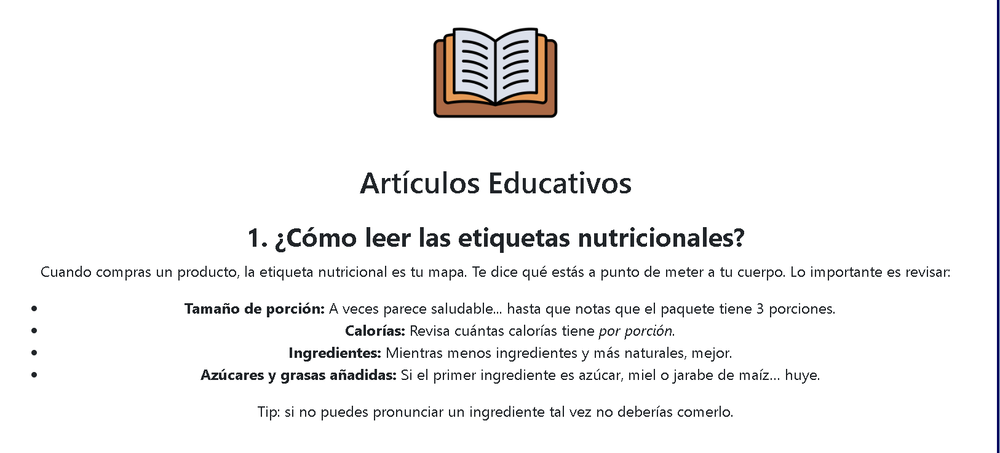 Artículos Educativos
1. ¿Cómo leer las etiquetas nutricionales?
Cuando compras un producto, la etiqueta nutricional es tu mapa. Te dice qué estás a punto de meter a tu cuerpo. Lo importante es revisar:
• Tamaño de porción: A veces parece saludable... hasta que notas que el paquete tiene 3 porciones.
• Calorías: Revisa cuántas calorías tiene por porción.
• Ingredientes: Mientras menos ingredientes y más naturales, mejor.
• Azúcares y grasas añadidas: Si el primer ingrediente es azúcar, miel o jarabe de maíz... huye.
Tip: si no puedes pronunciar un ingrediente tal vez no deberías comerlo.